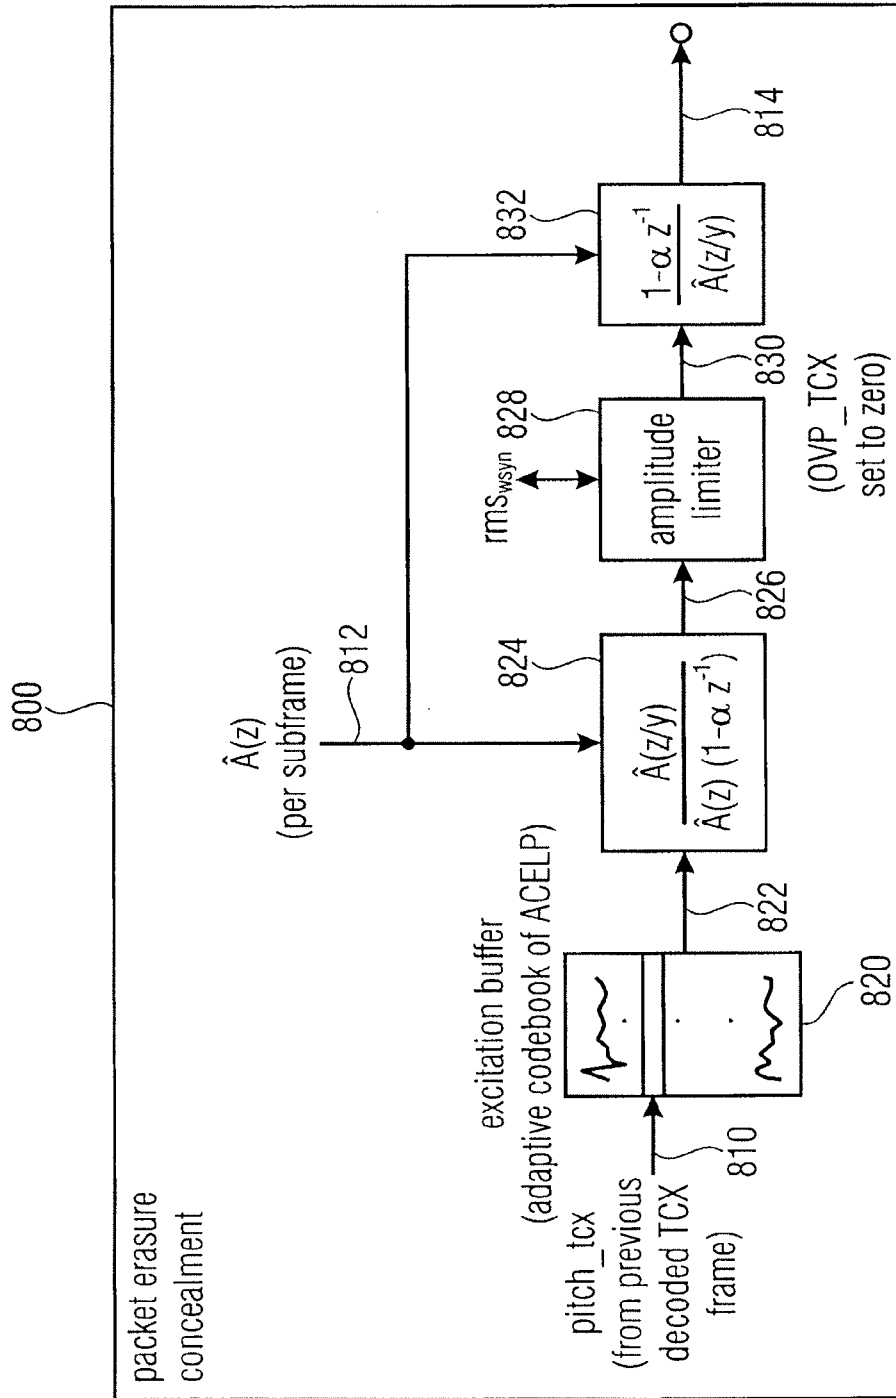 800
packet erasure
concealment
Â(z)
(per subframe)
812
excitation buffer
(adaptive codebook of ACELP)
pitch_tcx
(from previous
decoded TCX
frame)
810
820
822
824
Â(z/y)
Â(z) (1-α z⁻¹)
826
rms_wsyn
828
amplitude
limiter
830
(OVP_TCX
set to zero)
832
1-α z⁻¹
Â(z/y)
814